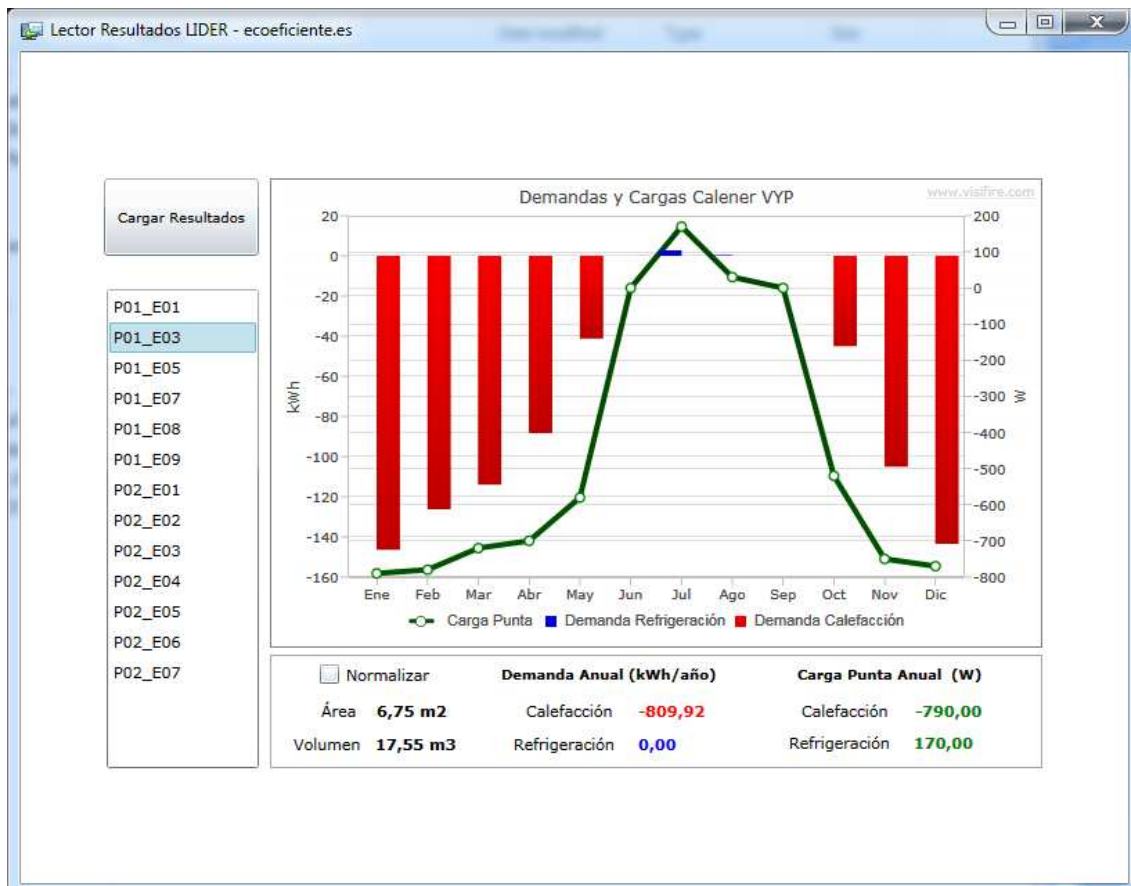 Lector Resultados LIDER - ecoeficiente.es
Date modified Type Size
Cargar Resultados
P01_E01
P01_E03
P01_E05
P01_E07
P01_E08
P01_E09
P02_E01
P02_E02
P02_E03
P02_E04
P02_E05
P02_E06
P02_E07
Demandas y Cargas Calener VYP
www.visifire.com
20
0
-20
-40
-60
-80
-100
-120
-140
-160
kWh
200
100
0
-100
-200
-300
-400
-500
-600
-700
-800
W
Ene Feb Mar Abr May Jun Jul Ago Sep Oct Nov Dic
Carga Punta Demanda Refrigeración Demanda Calefacción
Normalizar Demanda Anual (kWh/año) Carga Punta Anual (W)
Área 6,75 m2 Calefacción -809,92 Calefacción -790,00
Volumen 17,55 m3 Refrigeración 0,00 Refrigeración 170,00